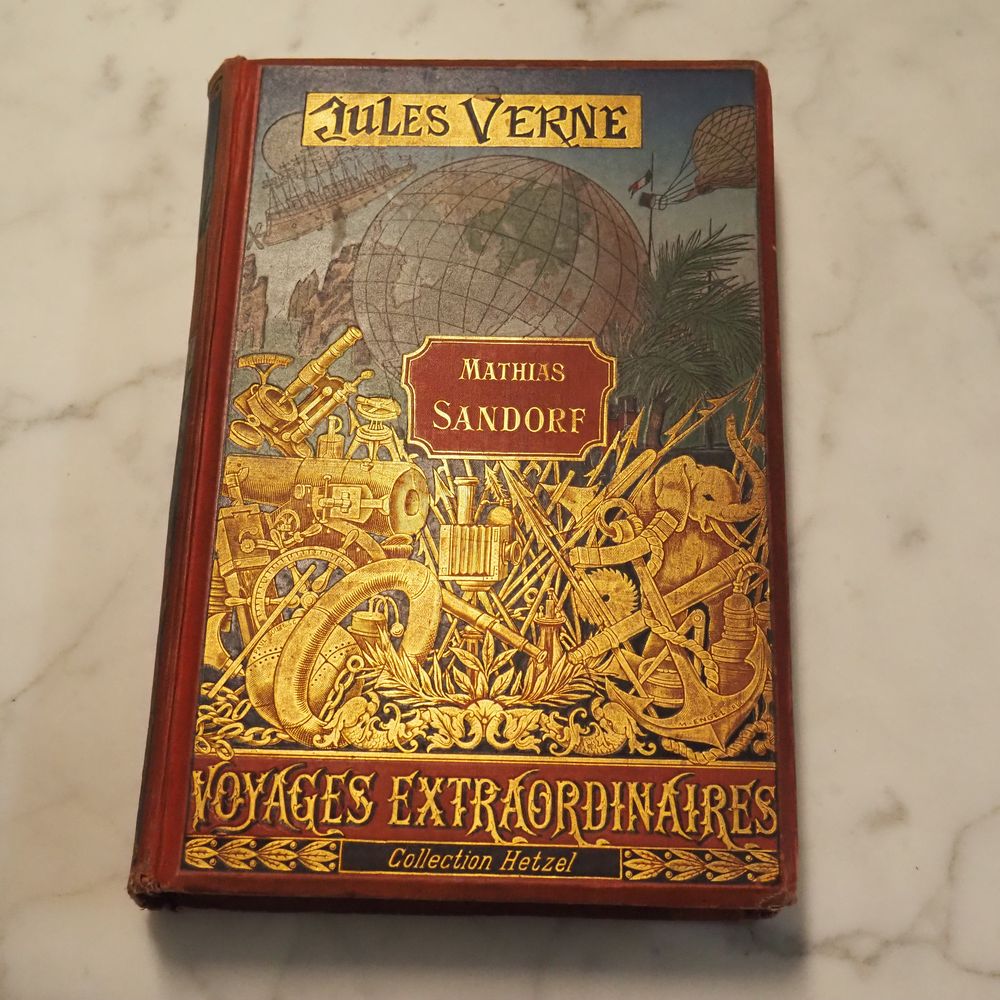 JULES VERNE
MATHIAS
SANDORF
VOYAGES EXTRAORDINAIRES
Collection Hetzel